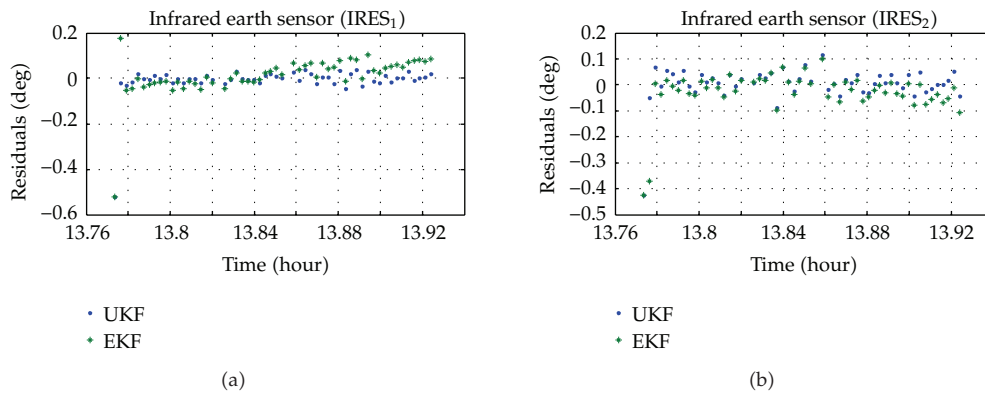 Infrared earth sensor (IRES₁)
0.2
0
−0.2
−0.4
−0.6
Residuals (deg)
13.76 13.8 13.84 13.88 13.92
Time (hour)
UKF
EKF
(a)
Infrared earth sensor (IRES₂)
0.2
0.1
0
−0.1
−0.2
−0.3
−0.4
−0.5
Residuals (deg)
13.76 13.8 13.84 13.88 13.92
Time (hour)
UKF
EKF
(b)